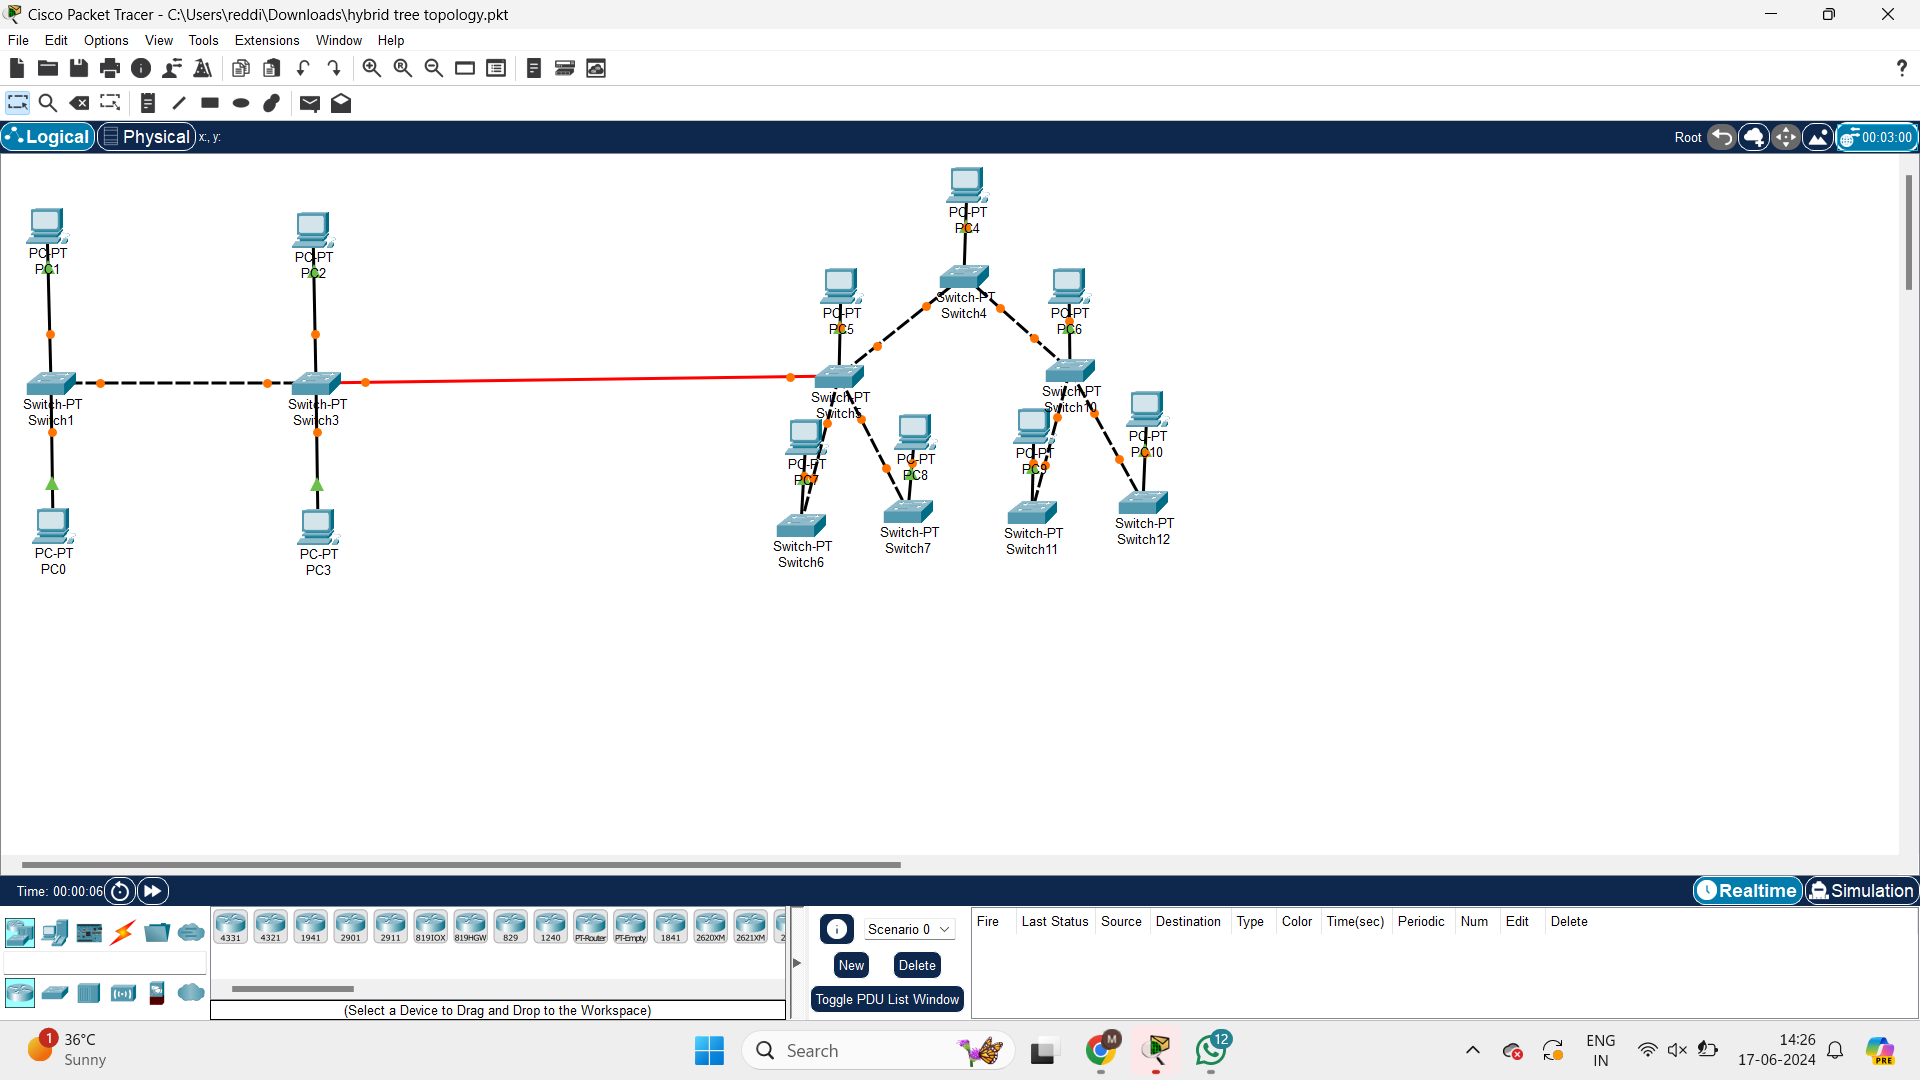 Cisco Packet Tracer - C:\Users\reddi\Downloads\hybrid tree topology.pkt
File Edit Options View Tools Extensions Window Help
?
Logical Physical x:, y: Root 00:03:00
PC-PT
PC4
PC-PT
PC1
PC-PT
PC2
Switch-PT
Switch4
PC-PT
PC5
PC-PT
PC6
Switch-PT
Switch1
Switch-PT
Switch3
Switch-PT
Switch5
Switch-PT
Switch10
PC-PT
PC7
PC-PT
PC8
PC-PT
PC9
PC-PT
PC10
Switch-PT
Switch6
Switch-PT
Switch7
Switch-PT
Switch11
Switch-PT
Switch12
PC-PT
PC0
PC-PT
PC3
Time: 00:00:06 Realtime Simulation
4331 4321 1941 2901 2911 819IOX 819HGW 829 1240 PT-Router PT-Empty 1841 2620XM 2621XM 2
(Select a Device to Drag and Drop to the Workspace)
Scenario 0
New Delete
Toggle PDU List Window
Fire Last Status Source Destination Type Color Time(sec) Periodic Num Edit Delete
1
36°C
Sunny
Search
M
12
ENG
IN
14:26
17-06-2024
PRE